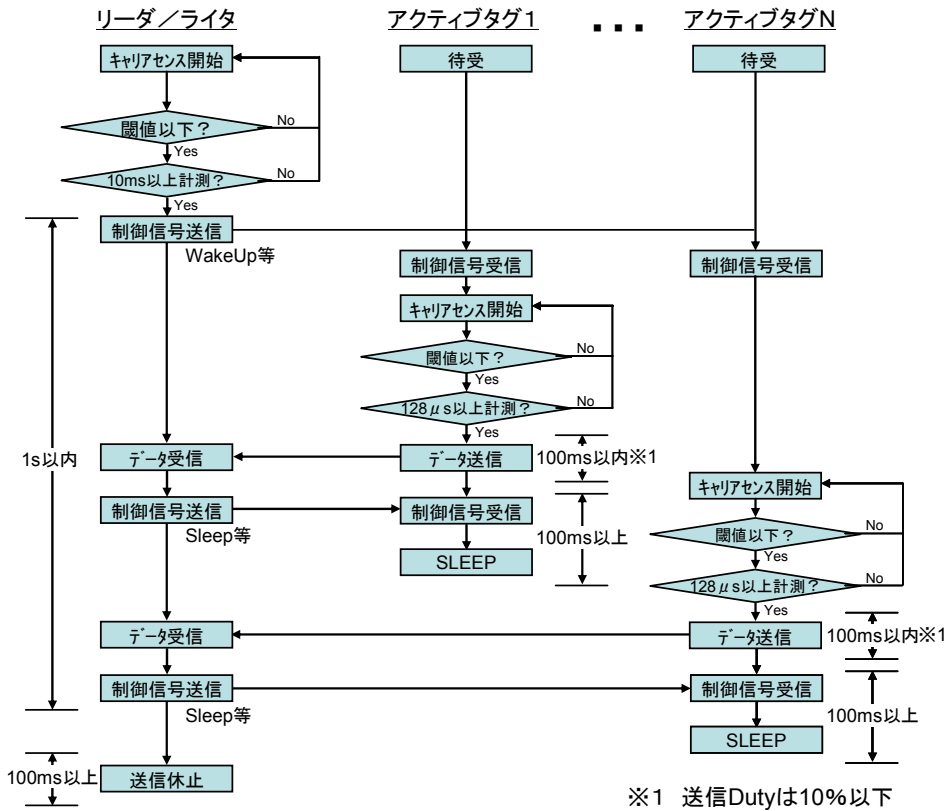 リーダ／ライタ
アクティブタグ1
・・・
アクティブタグN
キャリアセンス開始
待受
待受
閾値以下？
No
Yes
10ms以上計測？
No
Yes
制御信号送信
WakeUp等
制御信号受信
制御信号受信
キャリアセンス開始
閾値以下？
No
Yes
128μs以上計測？
No
Yes
1s以内
データ受信
データ送信
100ms以内※1
制御信号送信
Sleep等
制御信号受信
100ms以上
SLEEP
キャリアセンス開始
閾値以下？
No
Yes
128μs以上計測？
No
Yes
データ受信
データ送信
100ms以内※1
制御信号送信
Sleep等
制御信号受信
100ms以上
SLEEP
100ms以上
送信休止
※1 送信Dutyは10%以下